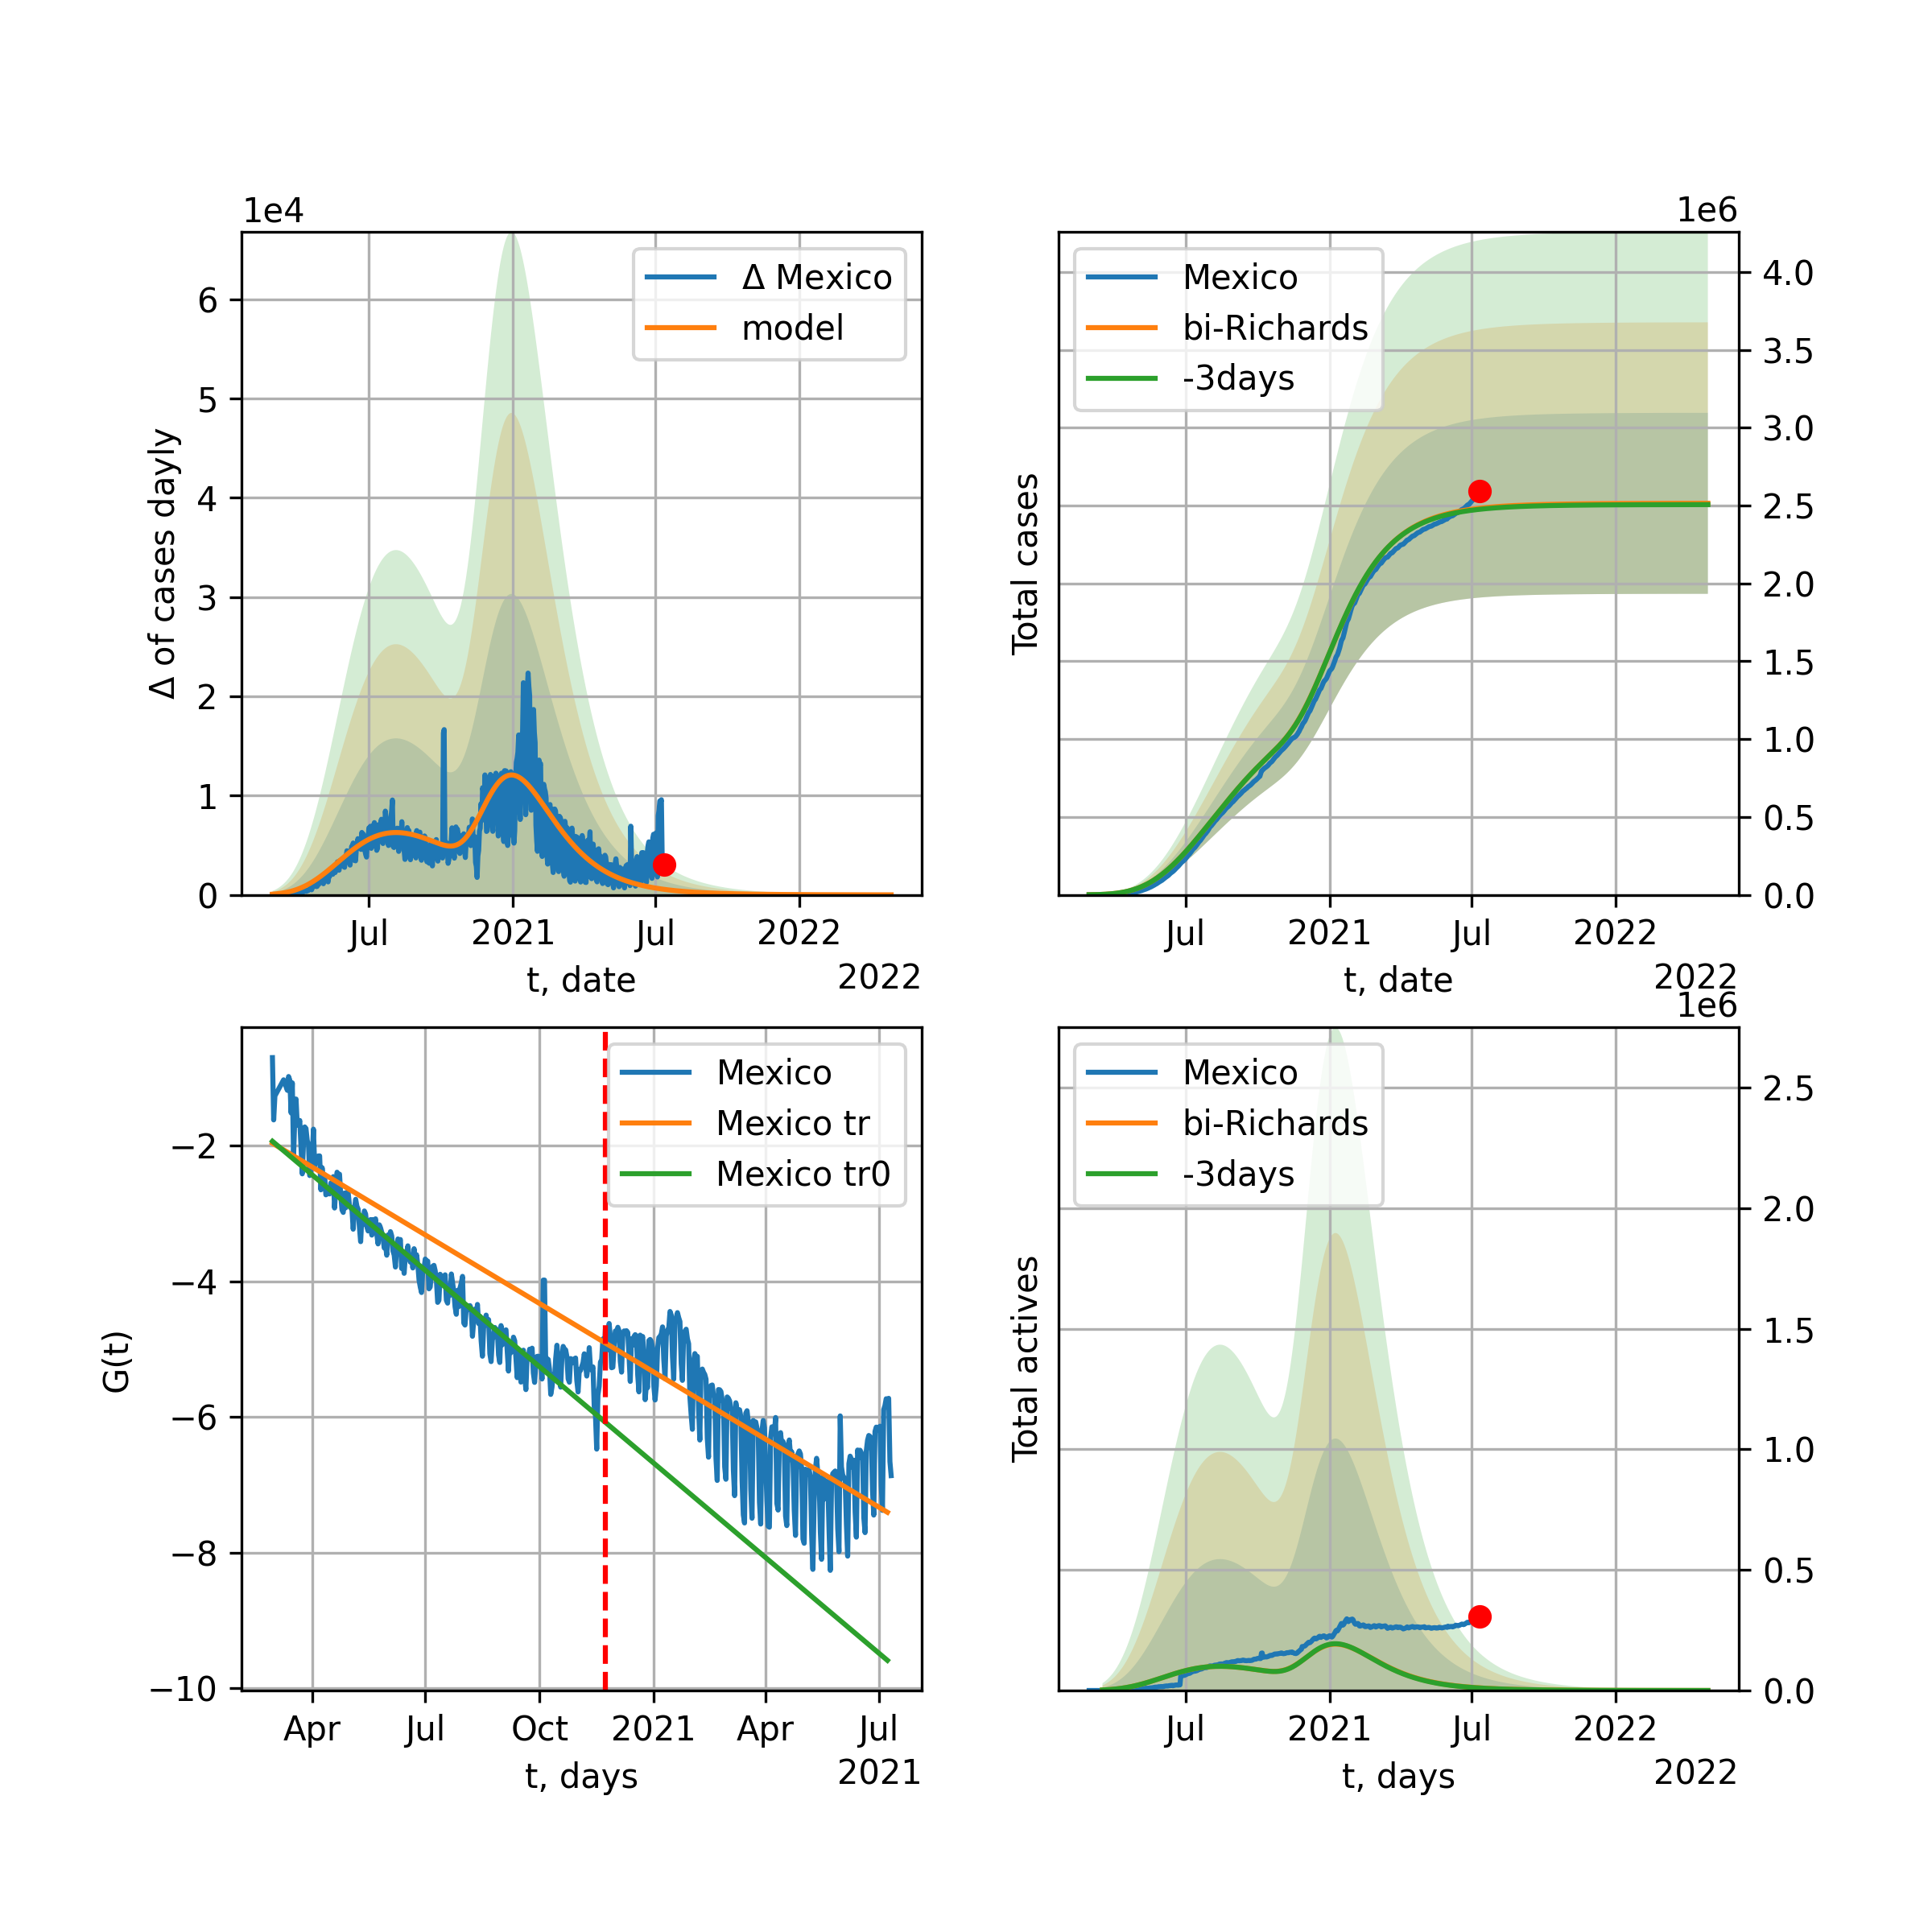 1e4
Δ of cases dayly
6
5
4
3
2
1
0
Δ Mexico
model
Jul
2021
Jul
2022
t, date
2022
1e6
Total cases
Mexico
bi-Richards
-3days
4.0
3.5
3.0
2.5
2.0
1.5
1.0
0.5
0.0
Jul
2021
Jul
2022
t, date
2022
G(t)
−2
−4
−6
−8
−10
Mexico
Mexico tr
Mexico tr0
Apr
Jul
Oct
2021
Apr
Jul
t, days
2021
1e6
Total actives
Mexico
bi-Richards
-3days
2.5
2.0
1.5
1.0
0.5
0.0
Jul
2021
Jul
2022
t, days
2022